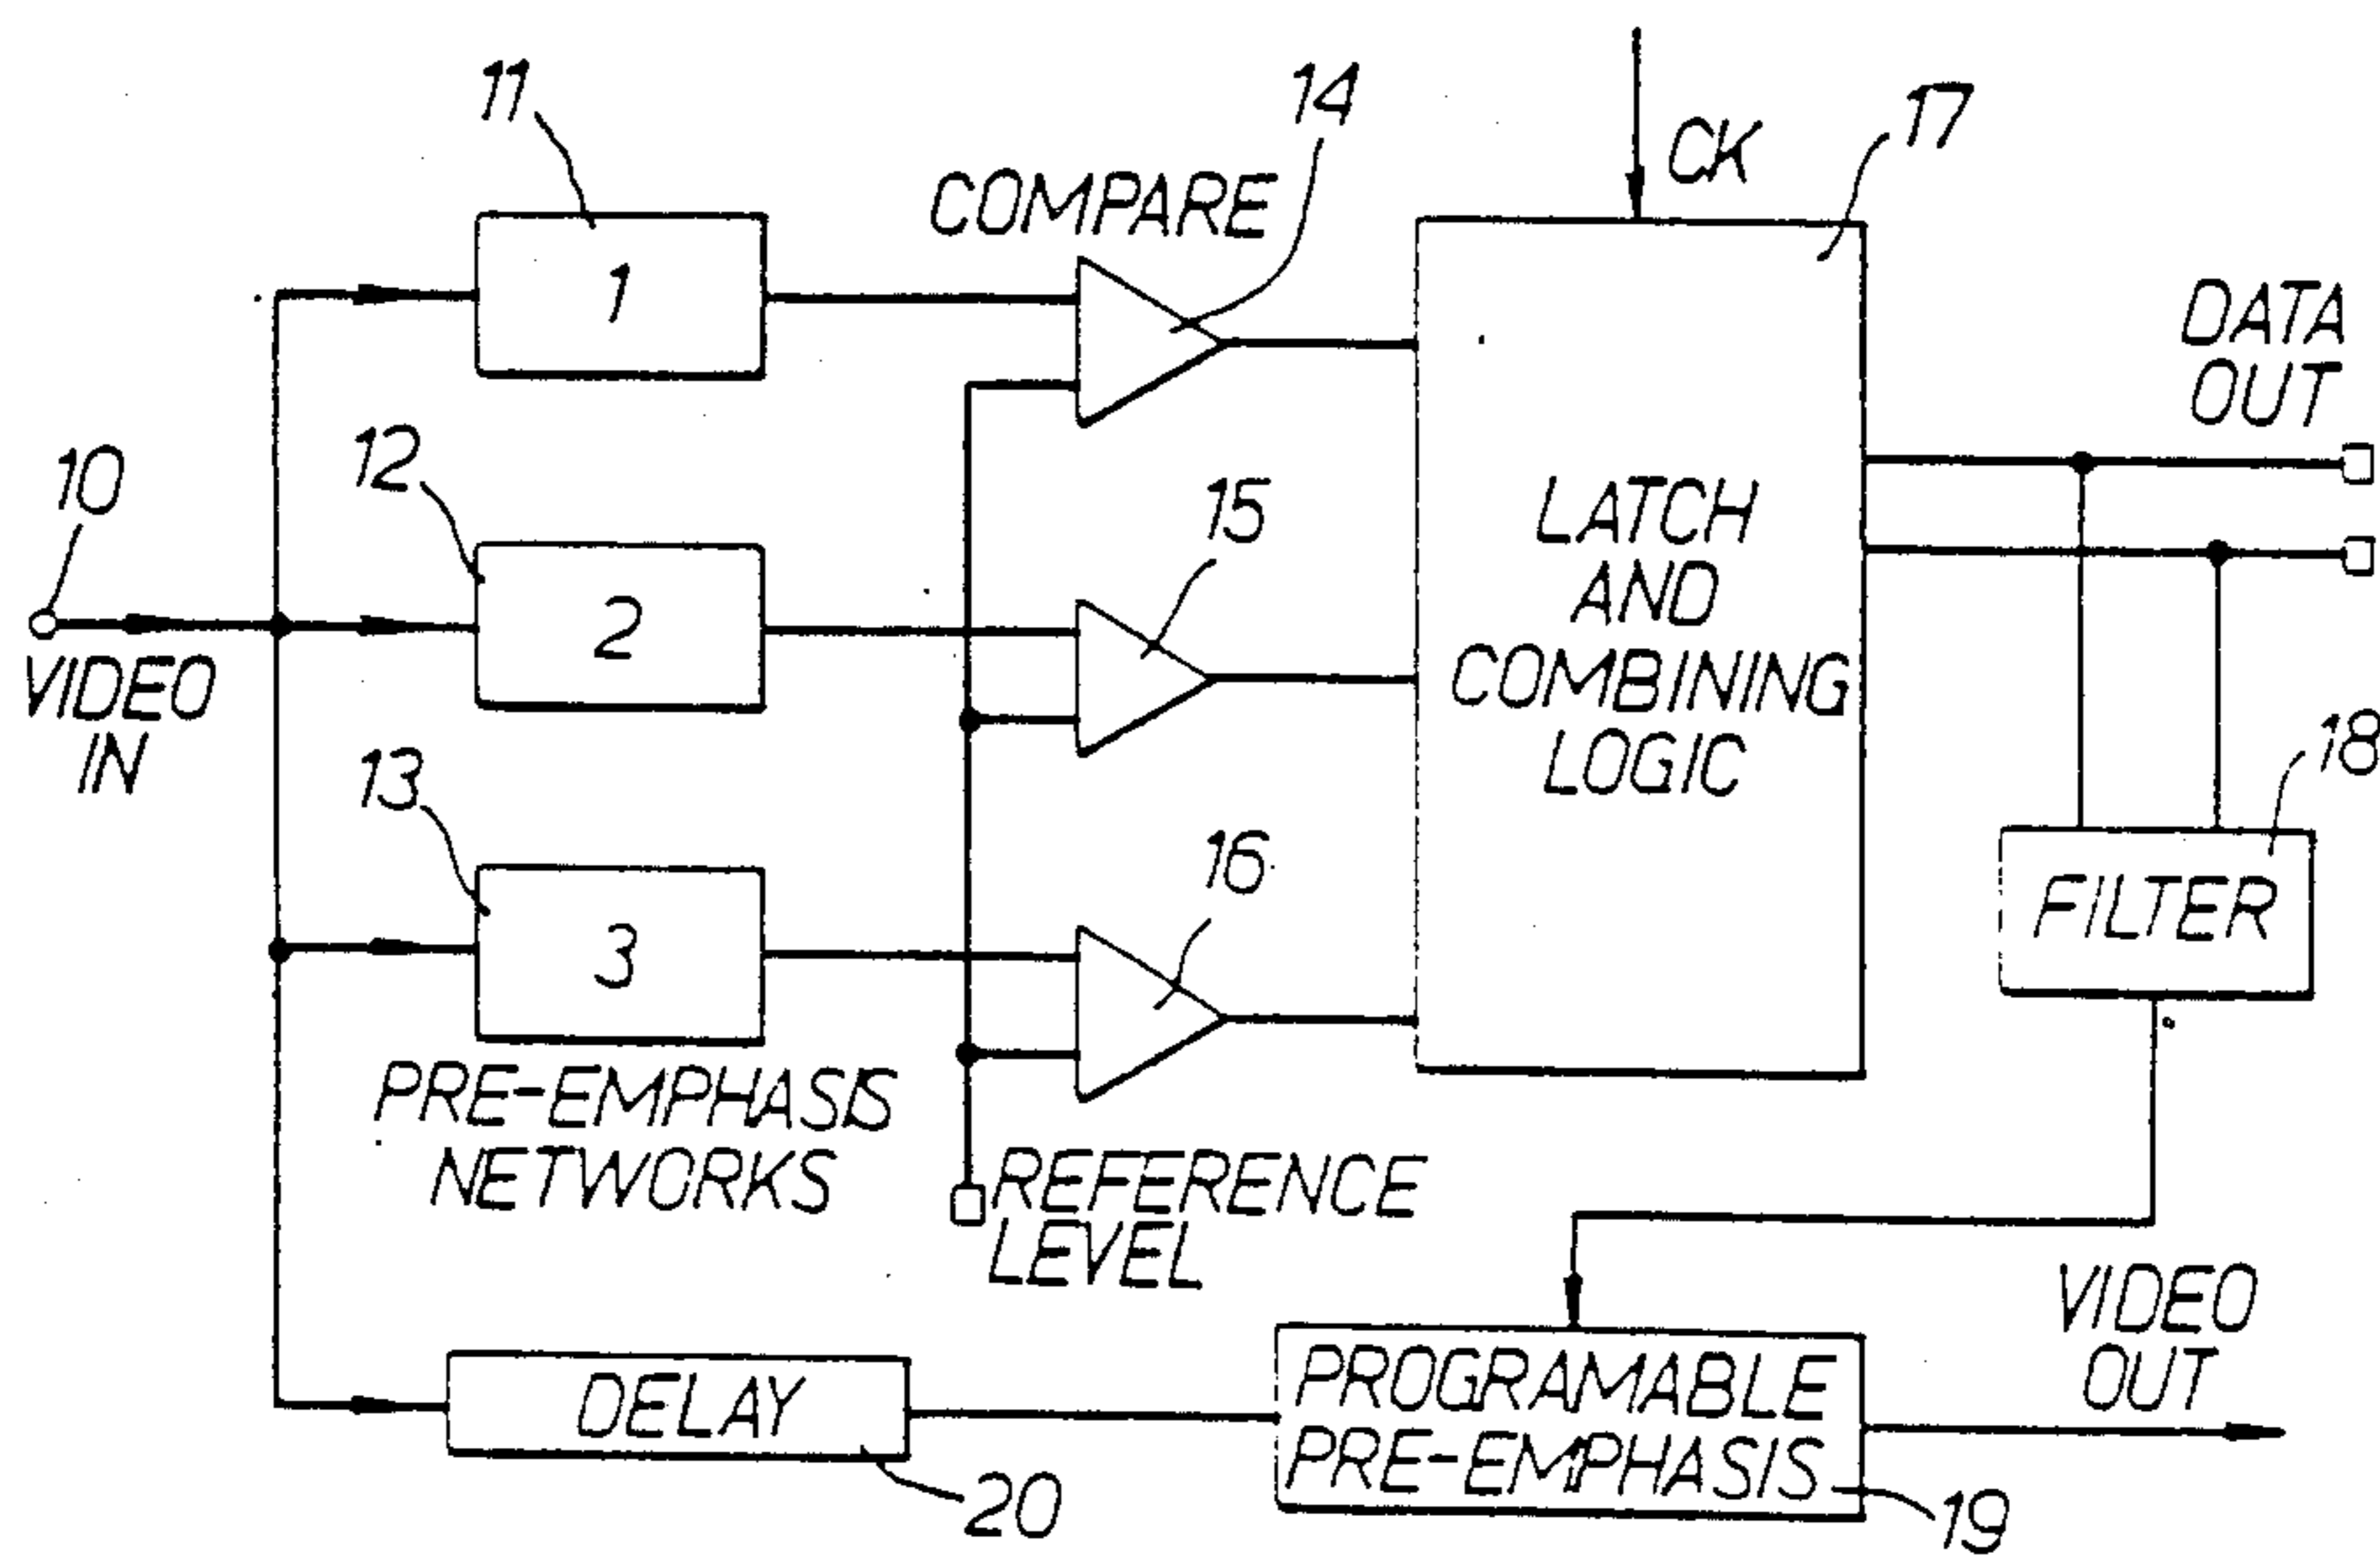 11
14
CK
17
COMPARE
1
DATA
OUT
10
12
15
LATCH
AND
COMBINING
LOGIC
2
VIDEO
IN
13
16
18
FILTER
3
PRE-EMPHASIS
NETWORKS
REFERENCE
LEVEL
VIDEO
OUT
DELAY
PROGRAMABLE
PRE-EMPHASIS
20
19